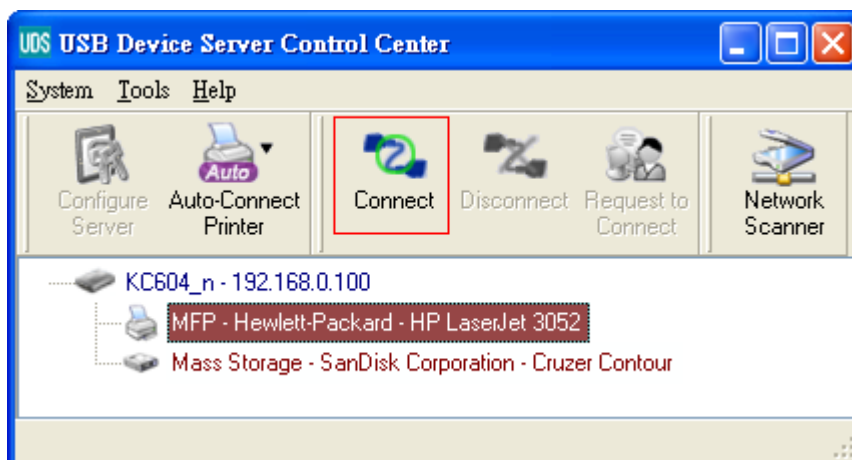 UDS USB Device Server Control Center
System Tools Help
Configure Server
Auto
Auto-Connect Printer
Connect
Disconnect
Request to Connect
Network Scanner
KC604_n - 192.168.0.100
MFP - Hewlett-Packard - HP LaserJet 3052
Mass Storage - SanDisk Corporation - Cruzer Contour